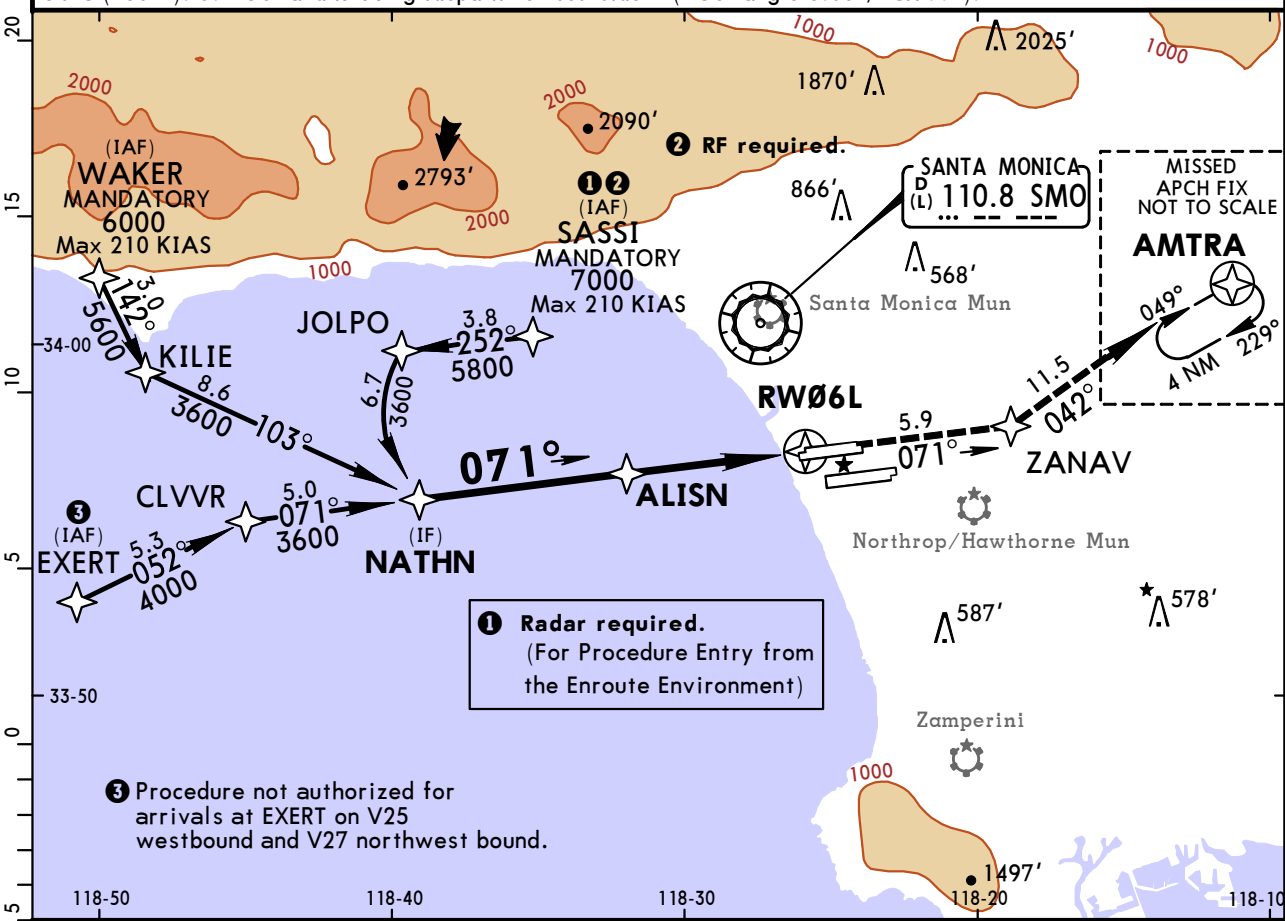 20
1000
2025'
1000
1870'
2000
2000
2090'
❷ RF required.
(IAF)
WAKER
MANDATORY
6000
Max 210 KIAS
2793'
2000
❶❷
(IAF)
SASSI
MANDATORY
7000
Max 210 KIAS
866'
SANTA MONICA
D
(L) 110.8 SMO
MISSED
APCH FIX
NOT TO SCALE
AMTRA
15
1000
568'
Santa Monica Mun
3.0
142°
5600
JOLPO
3.8
252°
5800
049°
229°
4 NM
34-00
KILIE
8.6
3600
103°
6.7
3600
10
RWØ6L
5.9
071°
11.5
042°
ZANAV
071°
ALISN
CLVVR
5.0
071°
3600
❸
(IAF)
EXERT
5.3
052°
4000
(IF)
NATHN
Northrop/Hawthorne Mun
5
❶ Radar required.
(For Procedure Entry from
the Enroute Environment)
587'
578'
33-50
Zamperini
0
1000
❸ Procedure not authorized for
arrivals at EXERT on V25
westbound and V27 northwest bound.
1497'
5
118-50
118-40
118-30
118-20
118-10